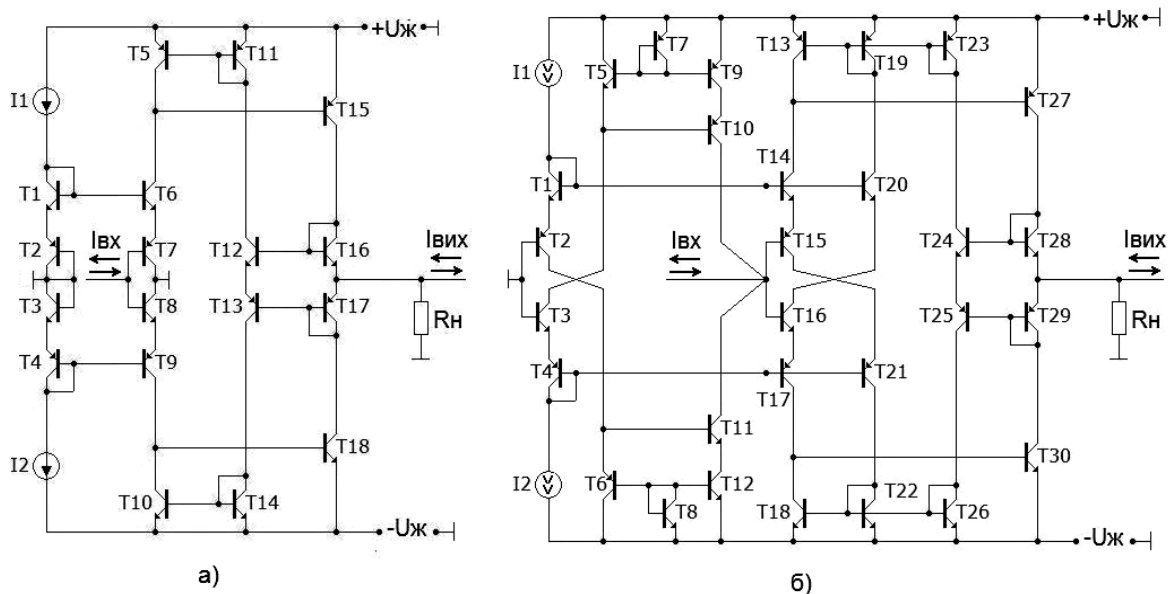 +Uж
T5
T11
I1
T15
T1
T6
T2
Iвх
T7
T12
T16
Iвих
T3
T8
T13
T17
Rн
T4
T9
T18
I2
T10
T14
-Uж
а)
+Uж
T7
T13
T19
T23
I1
T5
T9
T27
T10
T14
T1
T20
T2
Iвх
T15
T24
T28
Iвих
T3
T16
T25
T29
Rн
T4
T17
T21
T11
T30
I2
T6
T12
T22
T8
T18
T26
-Uж
б)